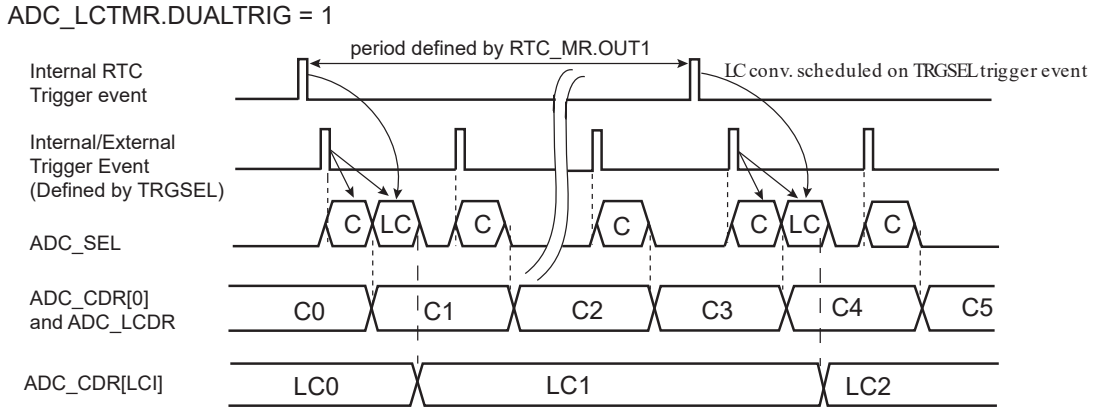 ADC_LCTMR.DUALTRIG = 1
period defined by RTC_MR.OUT1
Internal RTC
Trigger event
LC conv. scheduled on TRGSEL trigger event
Internal/External
Trigger Event
(Defined by TRGSEL)
ADC_SEL
C LC C C C LC C
ADC_CDR[0]
and ADC_LCDR
C0 C1 C2 C3 C4 C5
ADC_CDR[LCI]
LC0 LC1 LC2